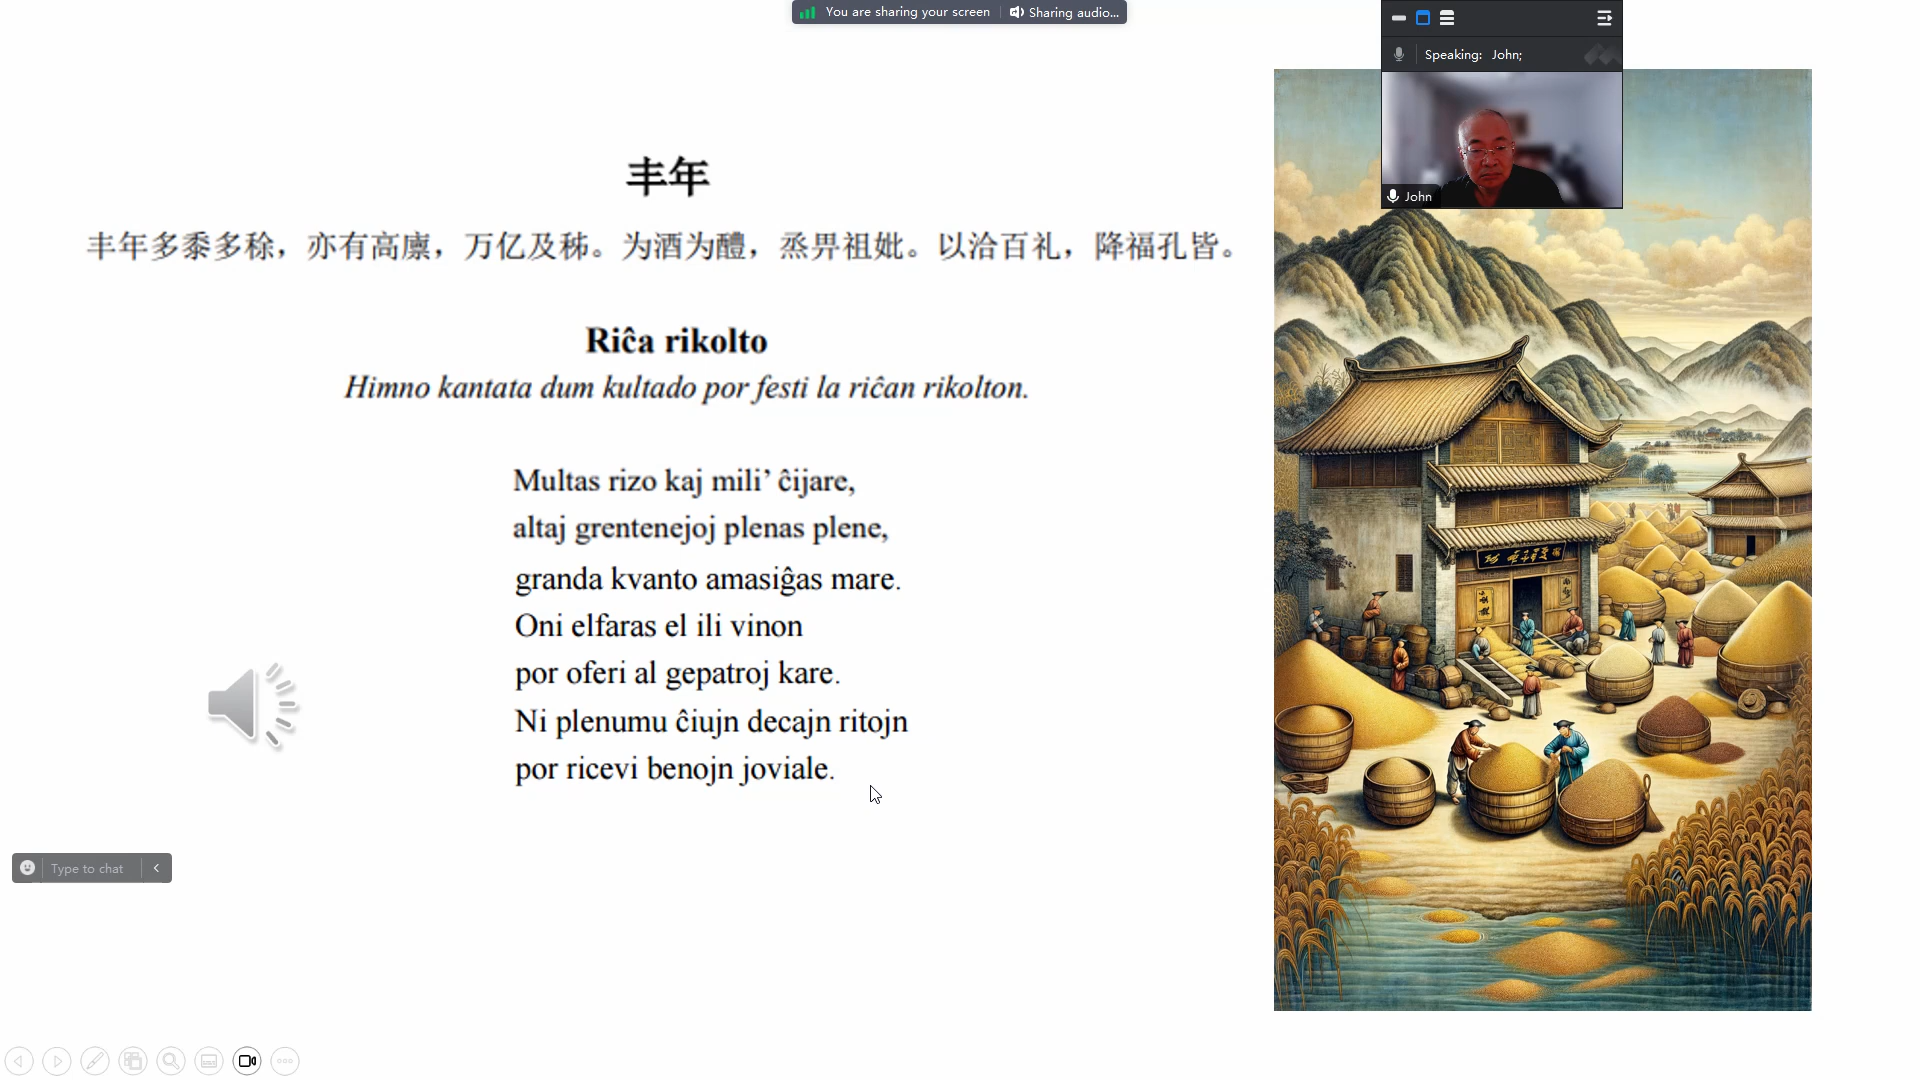 You are sharing your screen
Sharing audio...
Speaking: John;
John
丰年
丰年多黍多稌，亦有高廪，万亿及秭。为酒为醴，烝畀祖妣。以洽百礼，降福孔皆。
Riĉa rikolto
Himno kantata dum kultado por festi la riĉan rikolton.
Multas rizo kaj mili’ ĉijare,
altaj grentenejoj plenas plene,
granda kvanto amasiĝas mare.
Oni elfaras el ili vinon
por oferi al gepatroj kare.
Ni plenumu ĉiujn decajn ritojn
por ricevi benojn joviale.
Type to chat